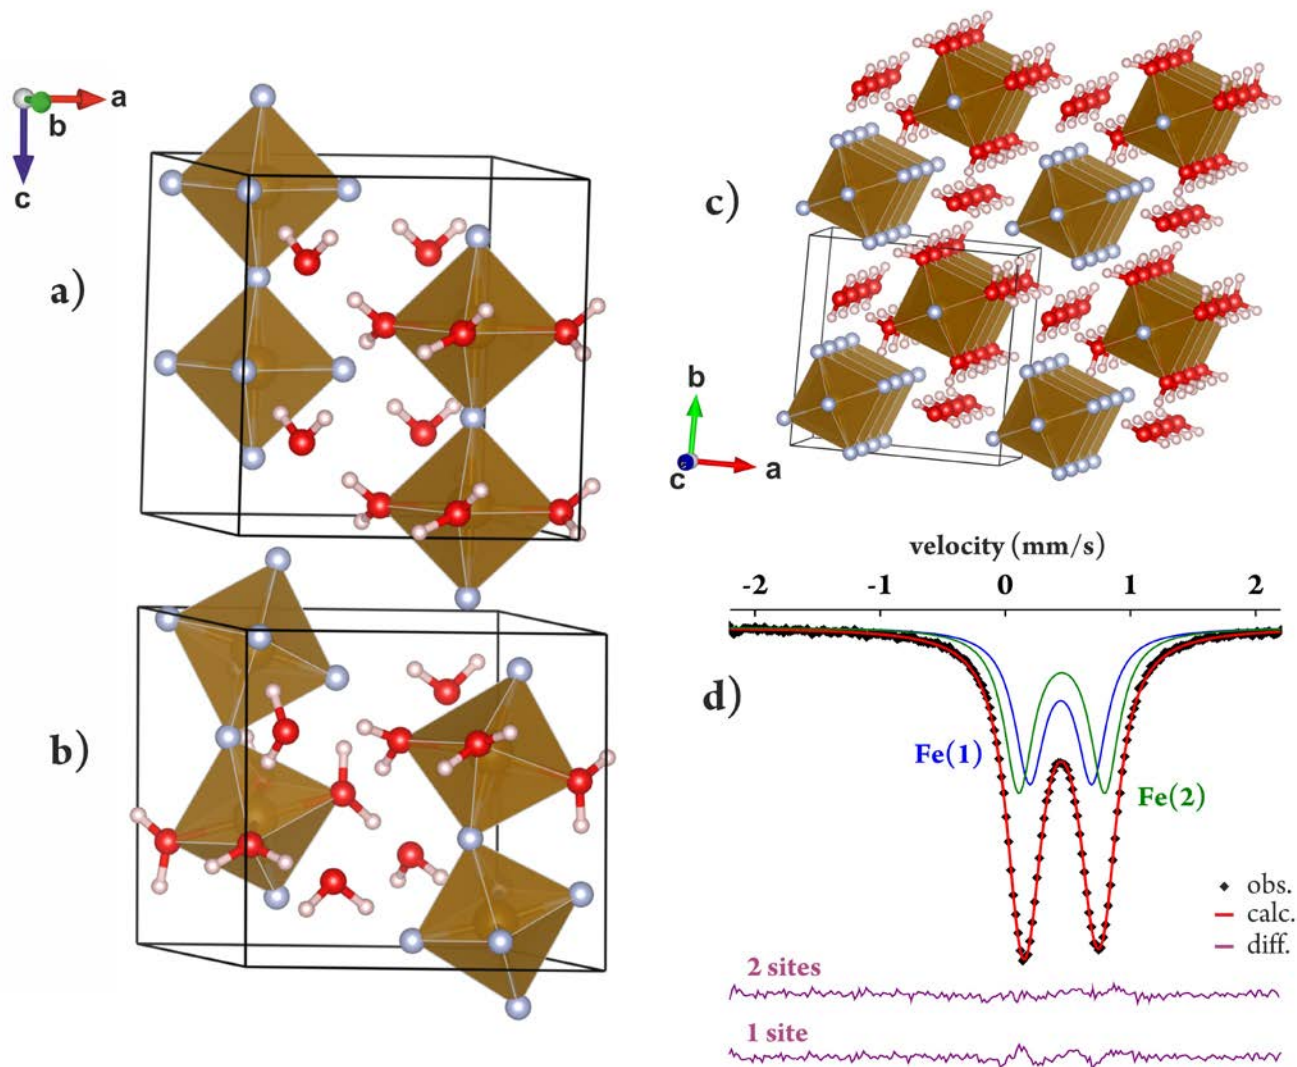 a
b
c
a)
b)
c)
b
a
c
velocity (mm/s)
-2 -1 0 1 2
d)
Fe(1)
Fe(2)
obs.
calc.
diff.
2 sites
1 site